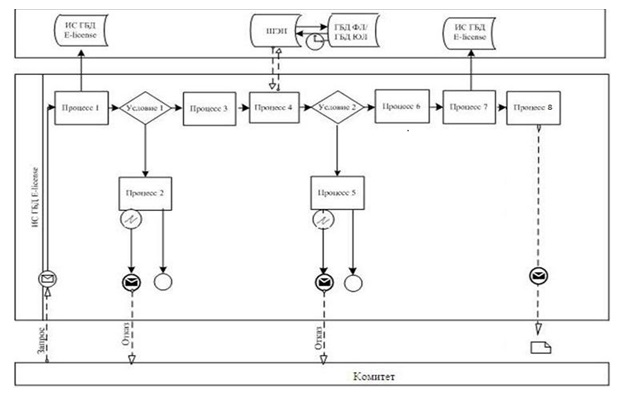 ИС ГБД
E-license
ШЭП
ГБД ФЛ/
ГБД ЮЛ
ИС ГБД
E-license
ИС ГБД E-license
Процесс 1
Условие 1
Процесс 3
Процесс 4
Условие 2
Процесс 6
Процесс 7
Процесс 8
Процесс 2
Процесс 5
Запрос
Отказ
Отказ
Комитет